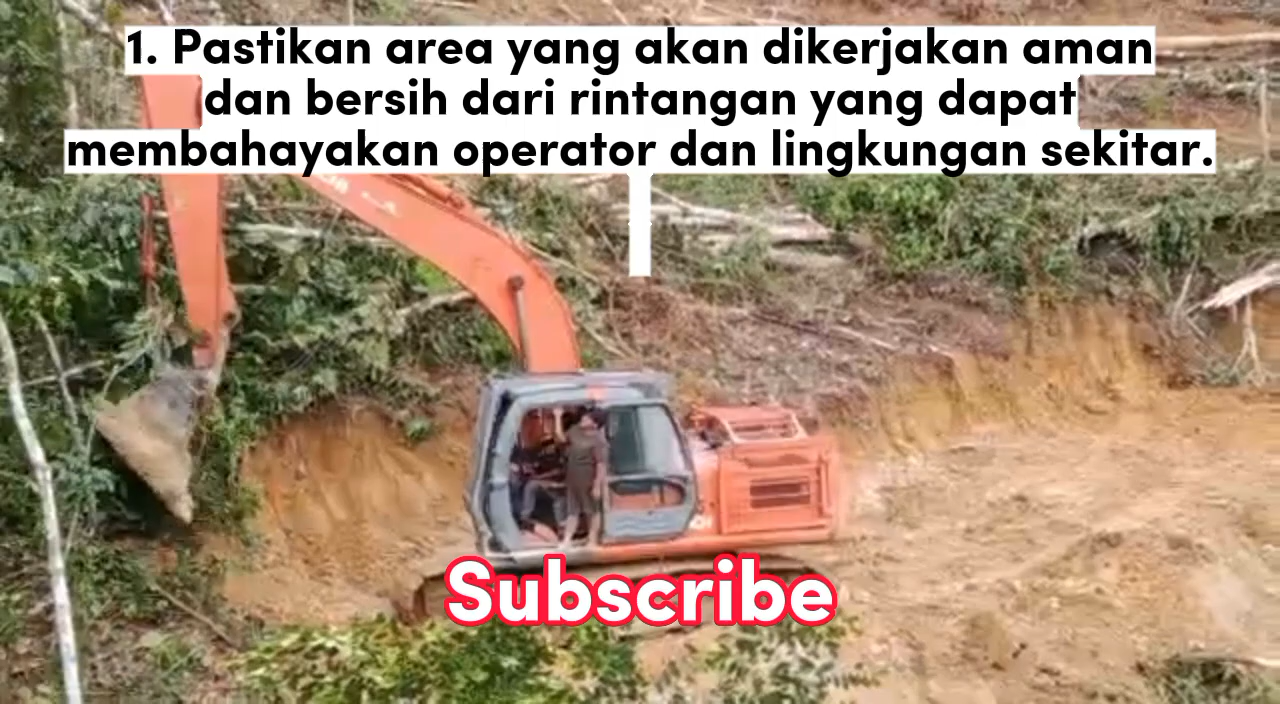 1. Pastikan area yang akan dikerjakan aman
dan bersih dari rintangan yang dapat
membahayakan operator dan lingkungan sekitar.
Subscribe